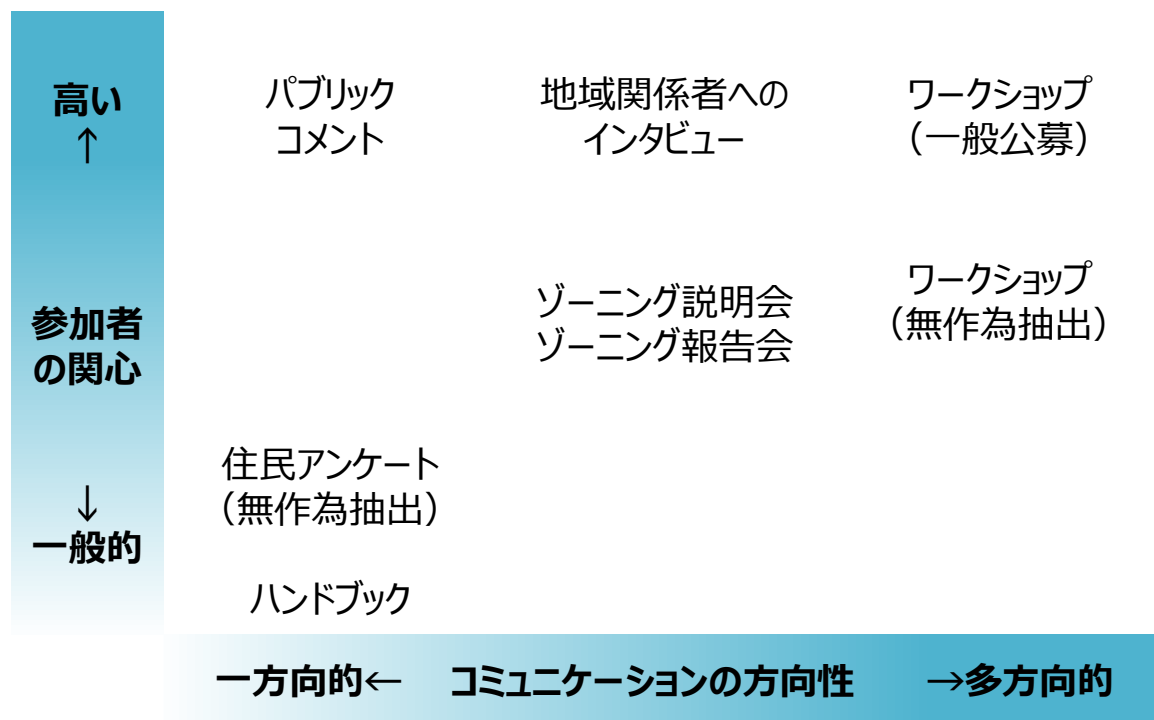 高い
↑
パブリック
コメント
地域関係者への
インタビュー
ワークショップ
（一般公募）
参加者
の関心
ゾーニング説明会
ゾーニング報告会
ワークショップ
（無作為抽出）
↓
一般的
住民アンケート
（無作為抽出）
ハンドブック
一方向的← コミュニケーションの方向性 →多方向的